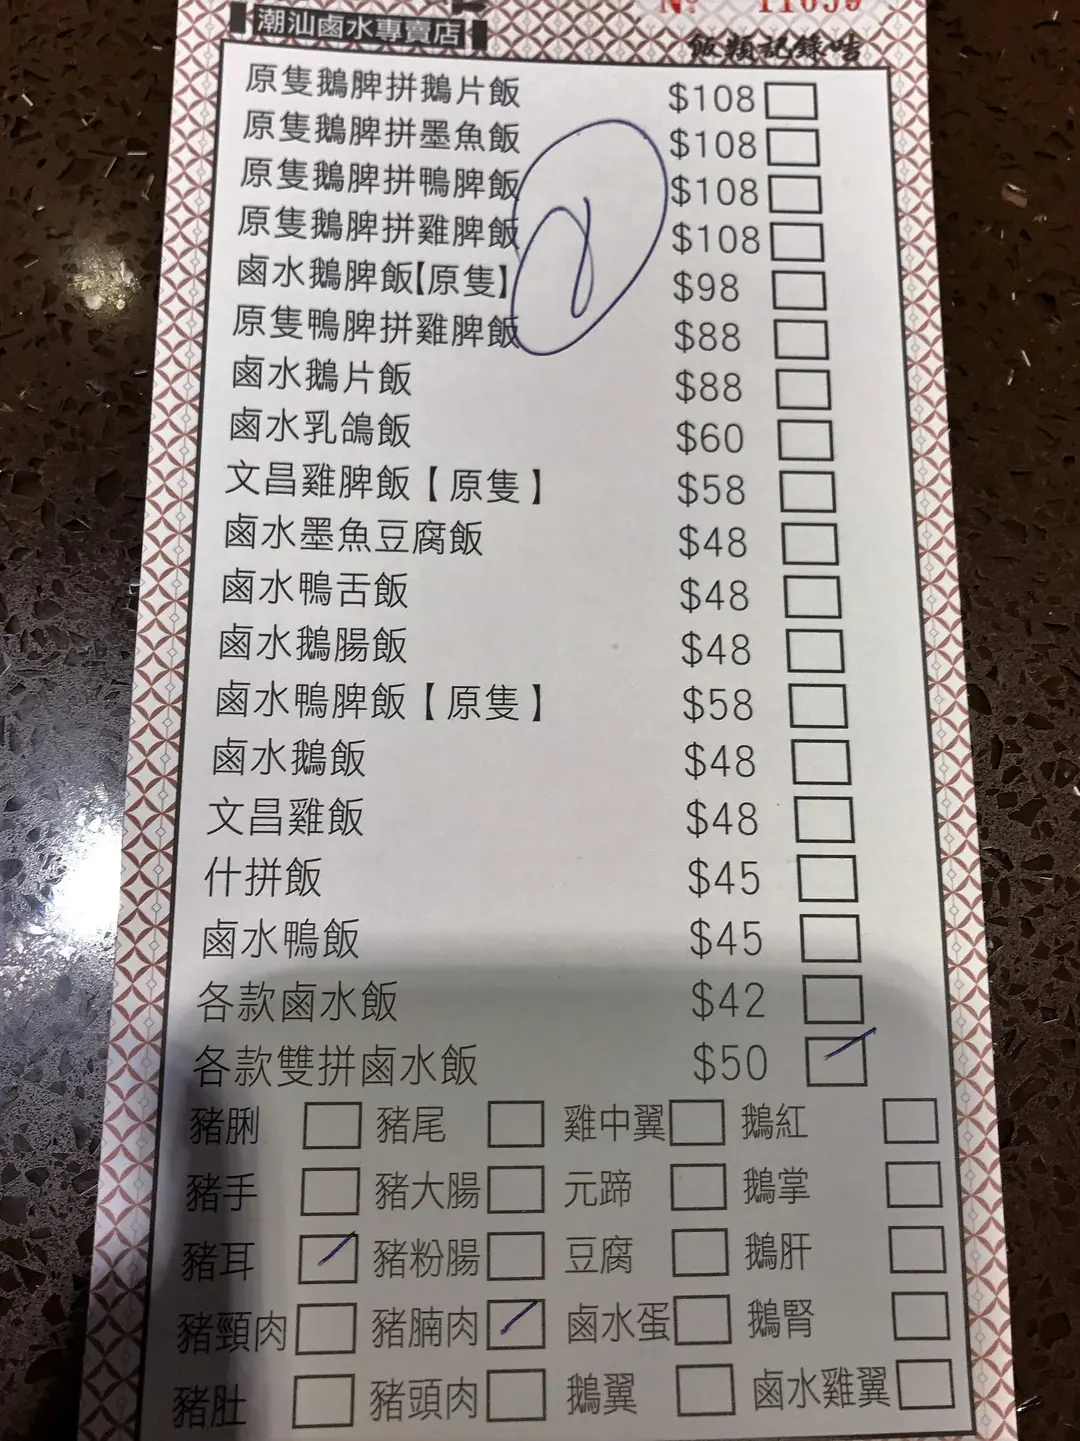 潮汕鹵水專賣店
No 11059
飯類記錄咭
原隻鵝脾拼鵝片飯 $108
原隻鵝脾拼墨魚飯 $108
原隻鵝脾拼鴨脾飯 $108
原隻鵝脾拼雞脾飯 $108
鹵水鵝脾飯【原隻】 $98
原隻鴨脾拼雞脾飯 $88
鹵水鵝片飯 $88
鹵水乳鴿飯 $60
文昌雞脾飯【原隻】 $58
鹵水墨魚豆腐飯 $48
鹵水鴨舌飯 $48
鹵水鵝腸飯 $48
鹵水鴨脾飯【原隻】 $58
鹵水鵝飯 $48
文昌雞飯 $48
什拼飯 $45
鹵水鴨飯 $45
各款鹵水飯 $42
各款雙拼鹵水飯 $50
豬脷 豬尾 雞中翼 鵝紅
豬手 豬大腸 元蹄 鵝掌
豬耳 豬粉腸 豆腐 鵝肝
豬頸肉 豬腩肉 鹵水蛋 鵝腎
豬肚 豬頭肉 鵝翼 鹵水雞翼